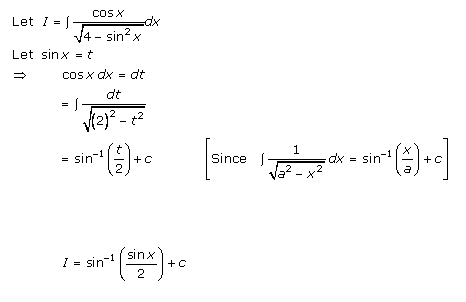 Let I = ∫ cos x / √(4 − sin²x) dx
Let sin x = t
⇒ cos x dx = dt
= ∫ dt / √((2)² − t²)
= sin⁻¹(t/2) + c [Since ∫ 1 / √(a² − x²) dx = sin⁻¹(x/a) + c]
I = sin⁻¹(sin x / 2) + c